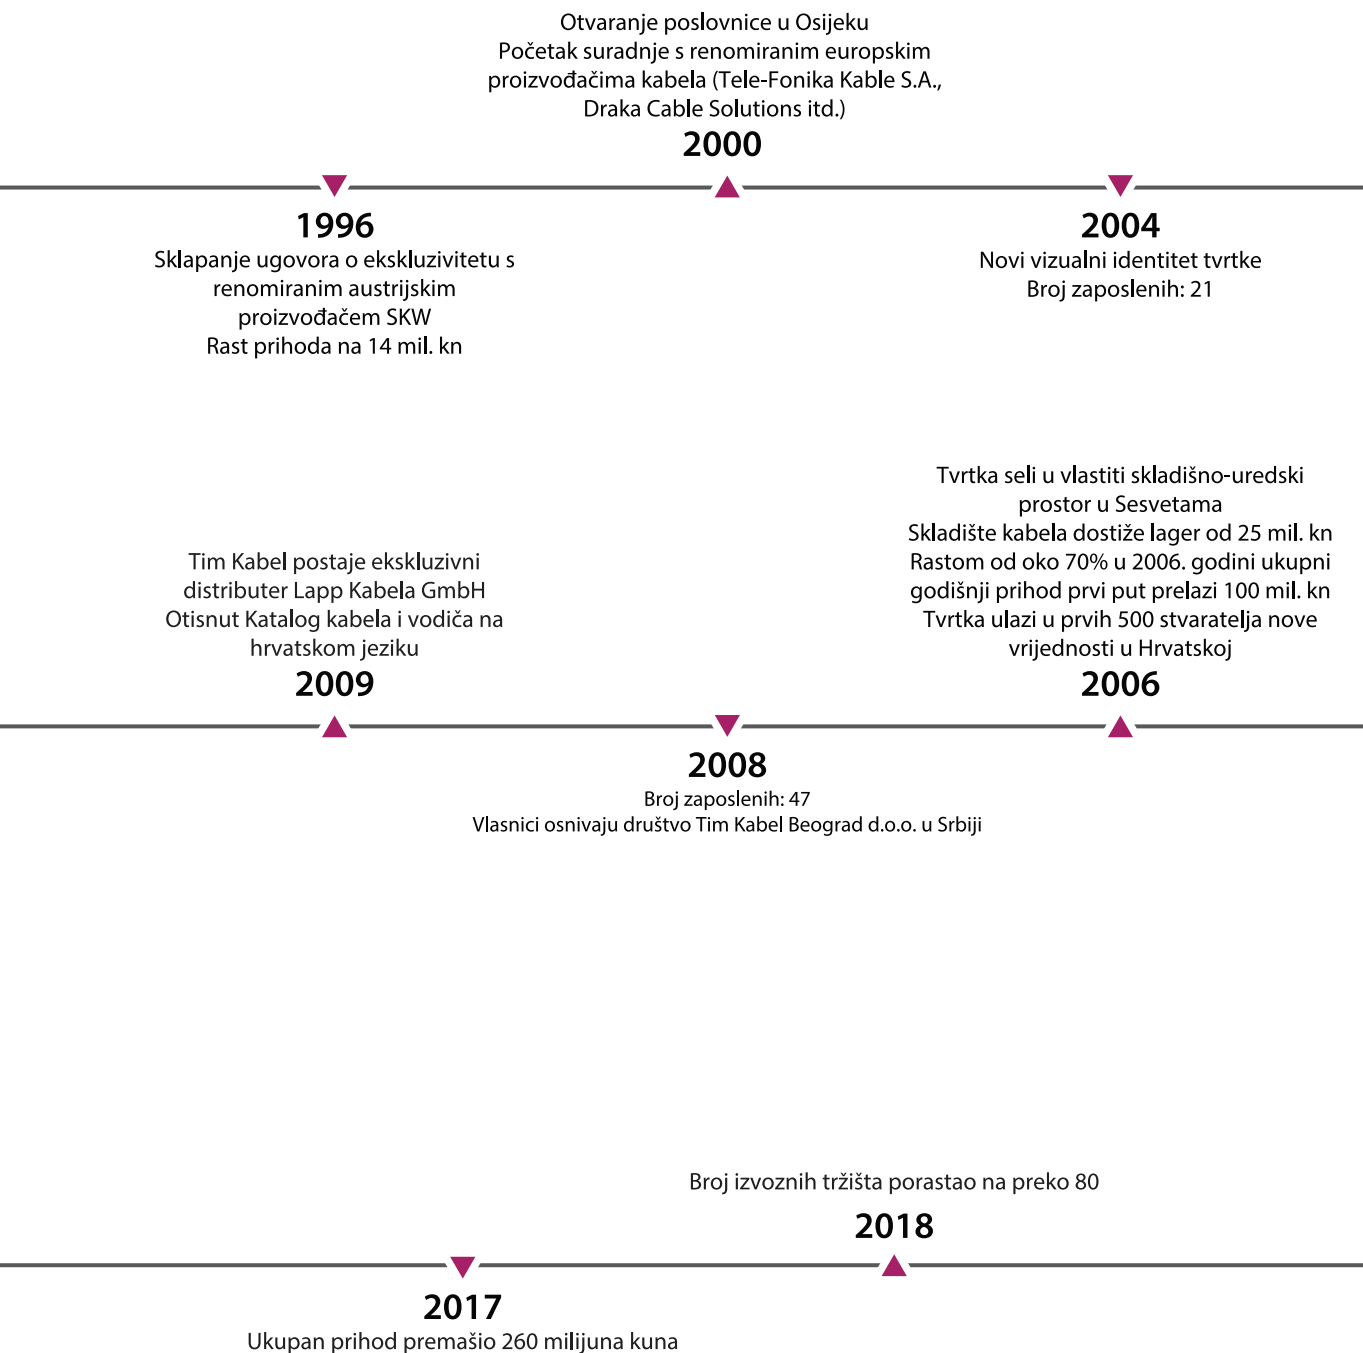 Otvaranje poslovnice u Osijeku
Početak suradnje s renomiranim europskim
proizvođačima kabela (Tele-Fonika Kable S.A.,
Draka Cable Solutions itd.)
2000
1996
Sklapanje ugovora o ekskluzivitetu s
renomiranim austrijskim
proizvođačem SKW
Rast prihoda na 14 mil. kn
2004
Novi vizualni identitet tvrtke
Broj zaposlenih: 21
Tvrtka seli u vlastiti skladišno-uredski
prostor u Sesvetama
Skladište kabela dostiže lager od 25 mil. kn
Rastom od oko 70% u 2006. godini ukupni
godišnji prihod prvi put prelazi 100 mil. kn
Tvrtka ulazi u prvih 500 stvaratelja nove
vrijednosti u Hrvatskoj
2006
Tim Kabel postaje ekskluzivni
distributer Lapp Kabela GmbH
Otisnut Katalog kabela i vodiča na
hrvatskom jeziku
2009
2008
Broj zaposlenih: 47
Vlasnici osnivaju društvo Tim Kabel Beograd d.o.o. u Srbiji
Broj izvoznih tržišta porastao na preko 80
2018
2017
Ukupan prihod premašio 260 milijuna kuna